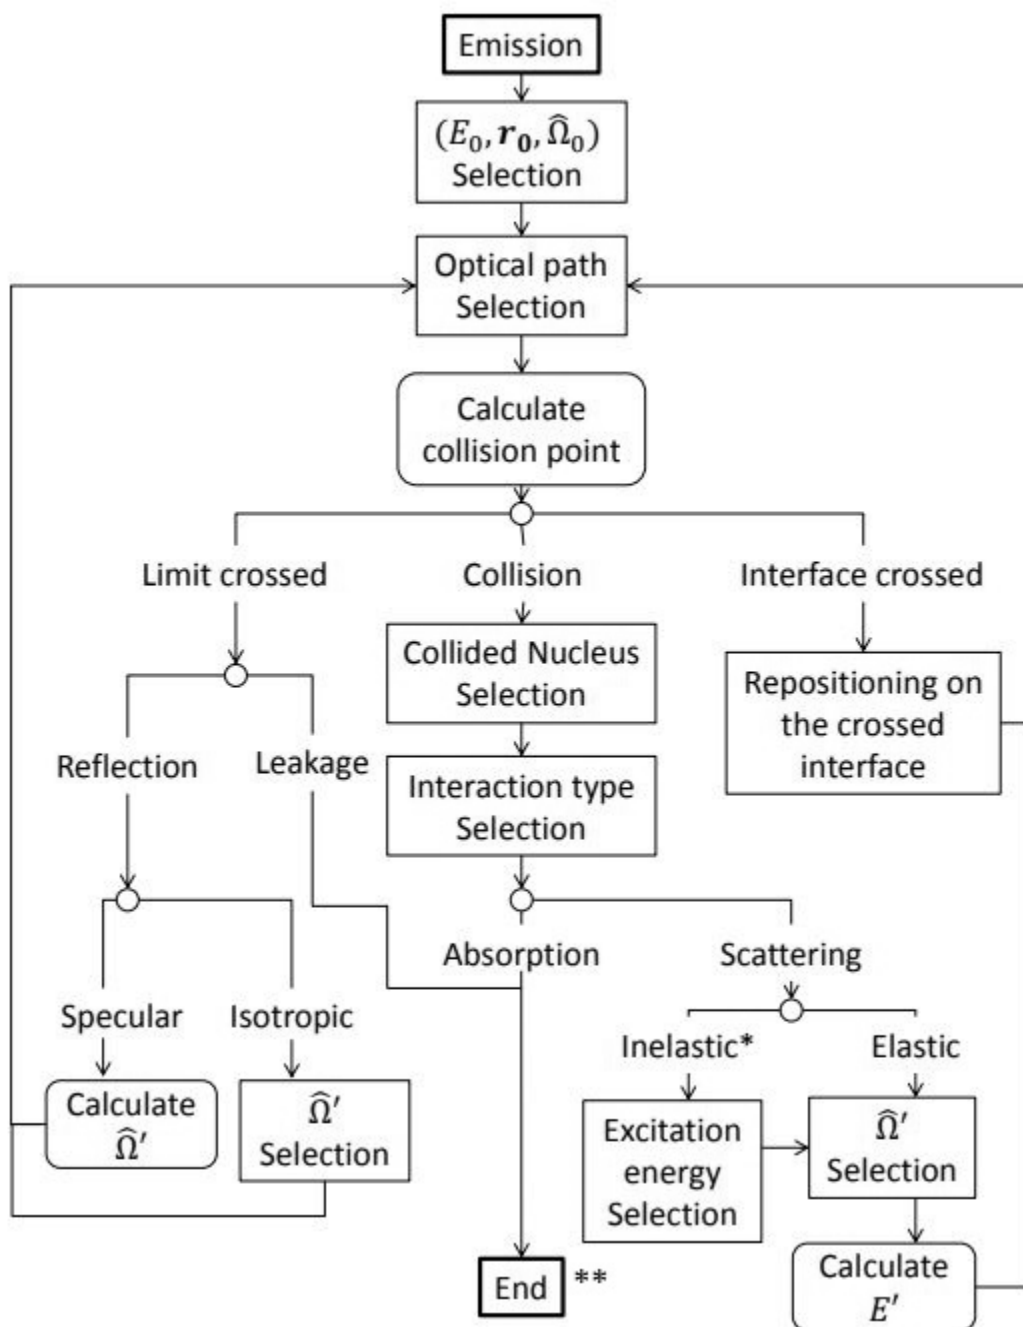 Emission
(E₀, r₀, Ω̂₀)
Selection
Optical path
Selection
Calculate
collision point
Limit crossed
Collision
Interface crossed
Collided Nucleus
Selection
Repositioning on
the crossed
interface
Reflection
Leakage
Interaction type
Selection
Absorption
Scattering
Specular
Isotropic
Inelastic*
Elastic
Calculate
Ω̂′
Ω̂′
Selection
Excitation
energy
Selection
Ω̂′
Selection
Calculate
E′
End **